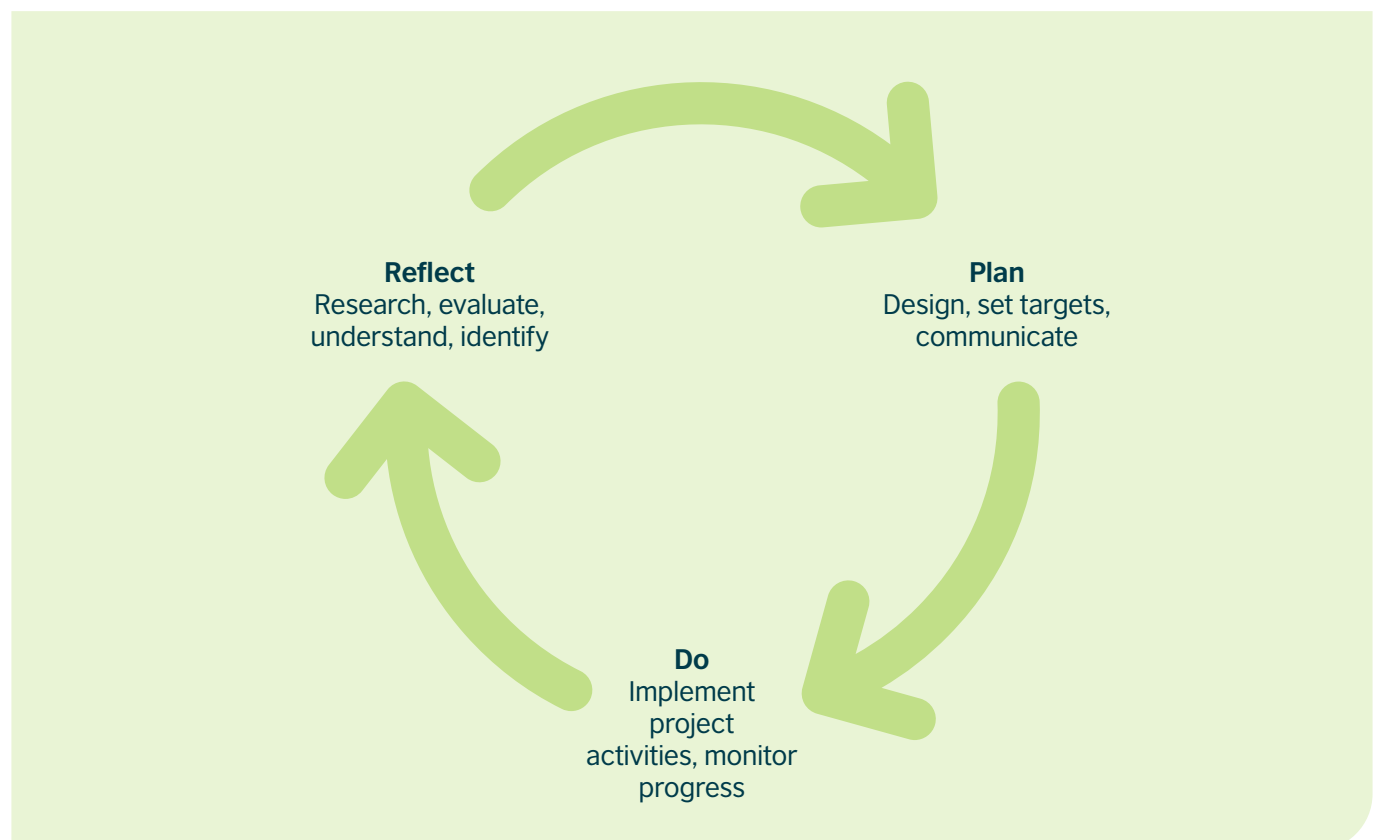 Reflect
Research, evaluate,
understand, identify
Plan
Design, set targets,
communicate
Do
Implement
project
activities, monitor
progress